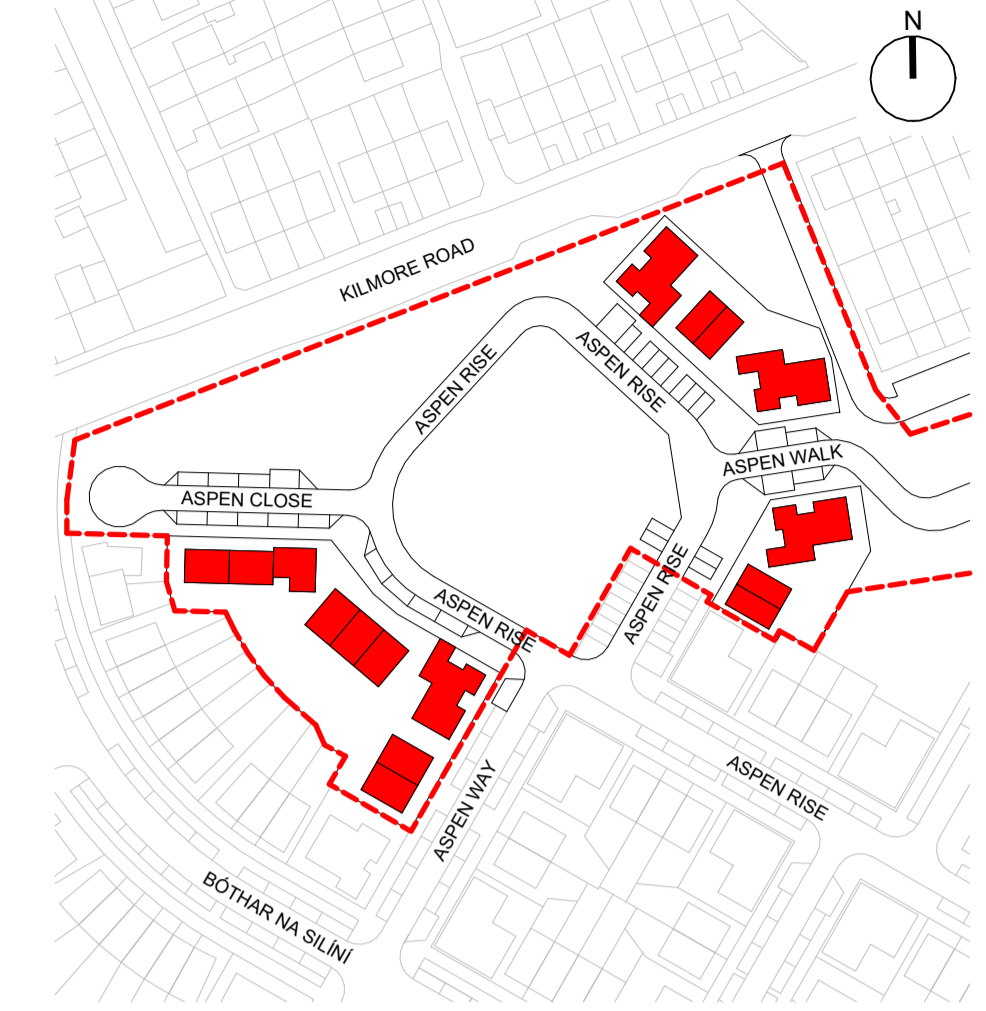 N
KILMORE ROAD
ASPEN RISE
ASPEN RISE
ASPEN WALK
ASPEN CLOSE
ASPEN RISE
ASPEN RISE
ASPEN RISE
ASPEN WAY
BÓTHAR NA SILÍNÍ